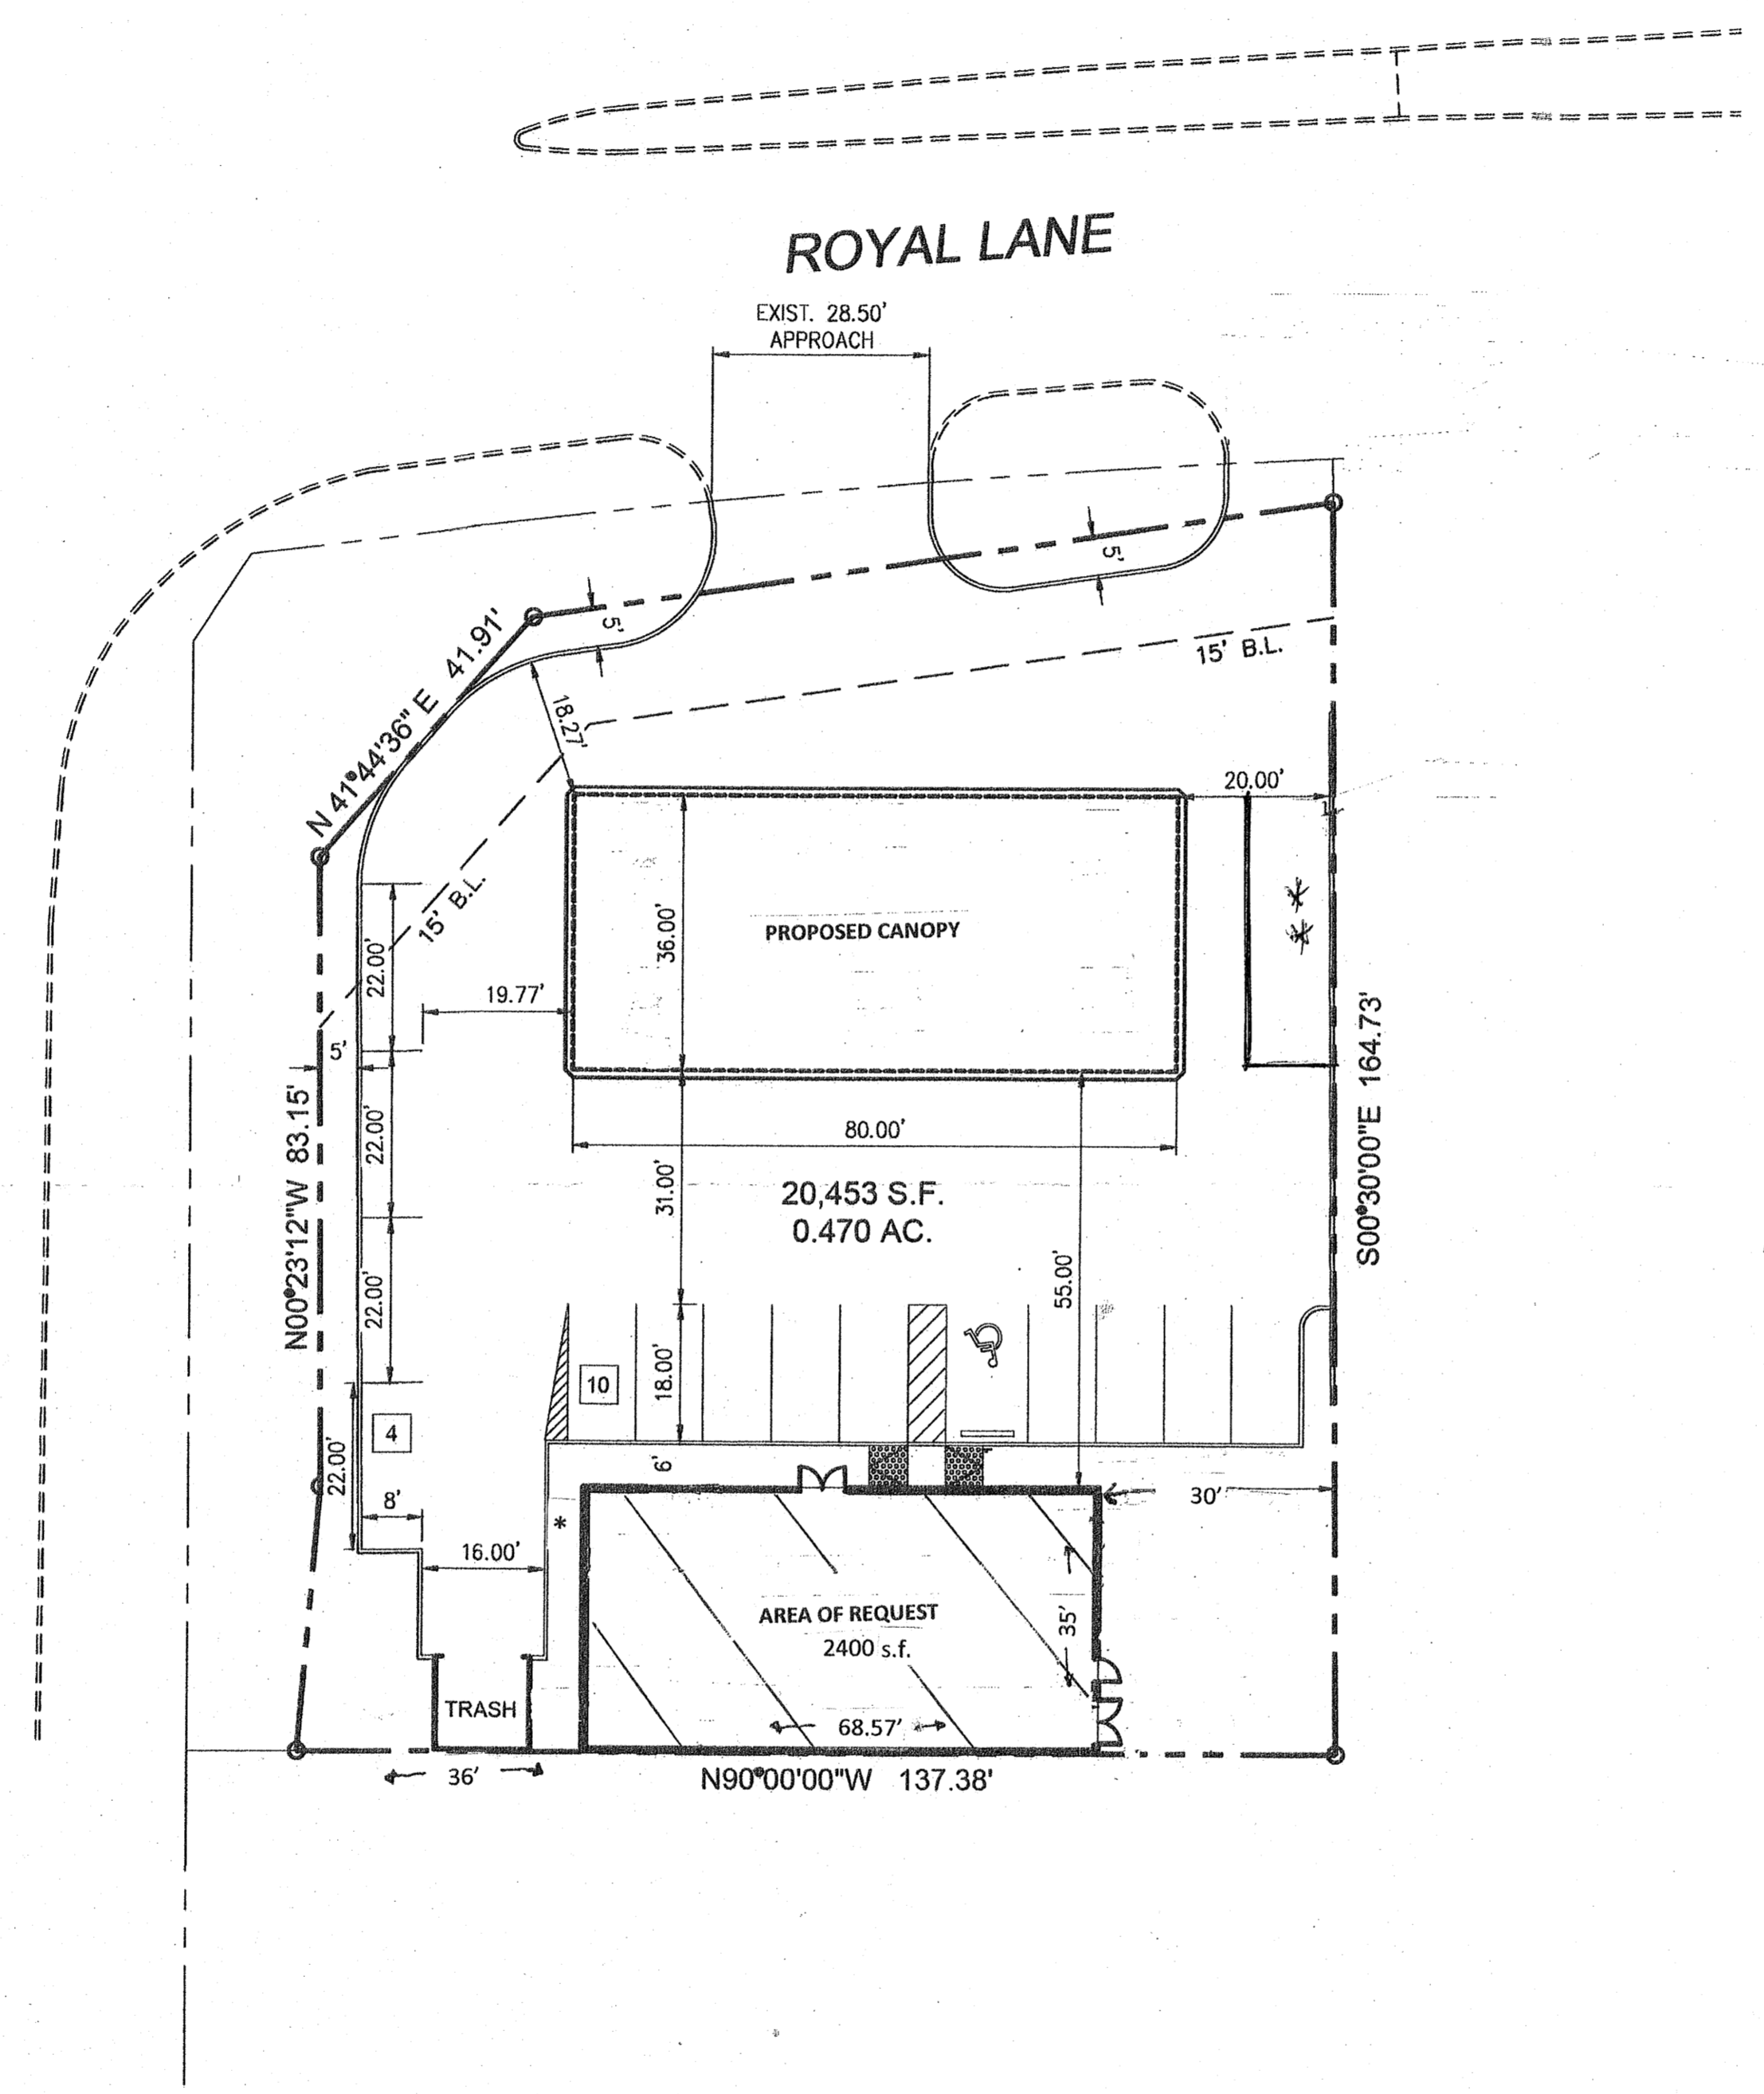 ROYAL LANE
EXIST. 28.50'
APPROACH
5'
5'
15' B.L.
N 41°44'36" E 41.91'
18.27'
20.00'
15' B.L.
22.00'
36.00'
PROPOSED CANOPY
* *
19.77'
5'
N00°23'12"W 83.15'
S00°30'00"E 164.73'
22.00'
80.00'
31.00'
20,453 S.F.
0.470 AC.
55.00'
22.00'
18.00'
10
4
22.00'
6'
8'
30'
*
16.00'
AREA OF REQUEST
2400 s.f.
35'
TRASH
68.57'
36'
N90°00'00"W 137.38'